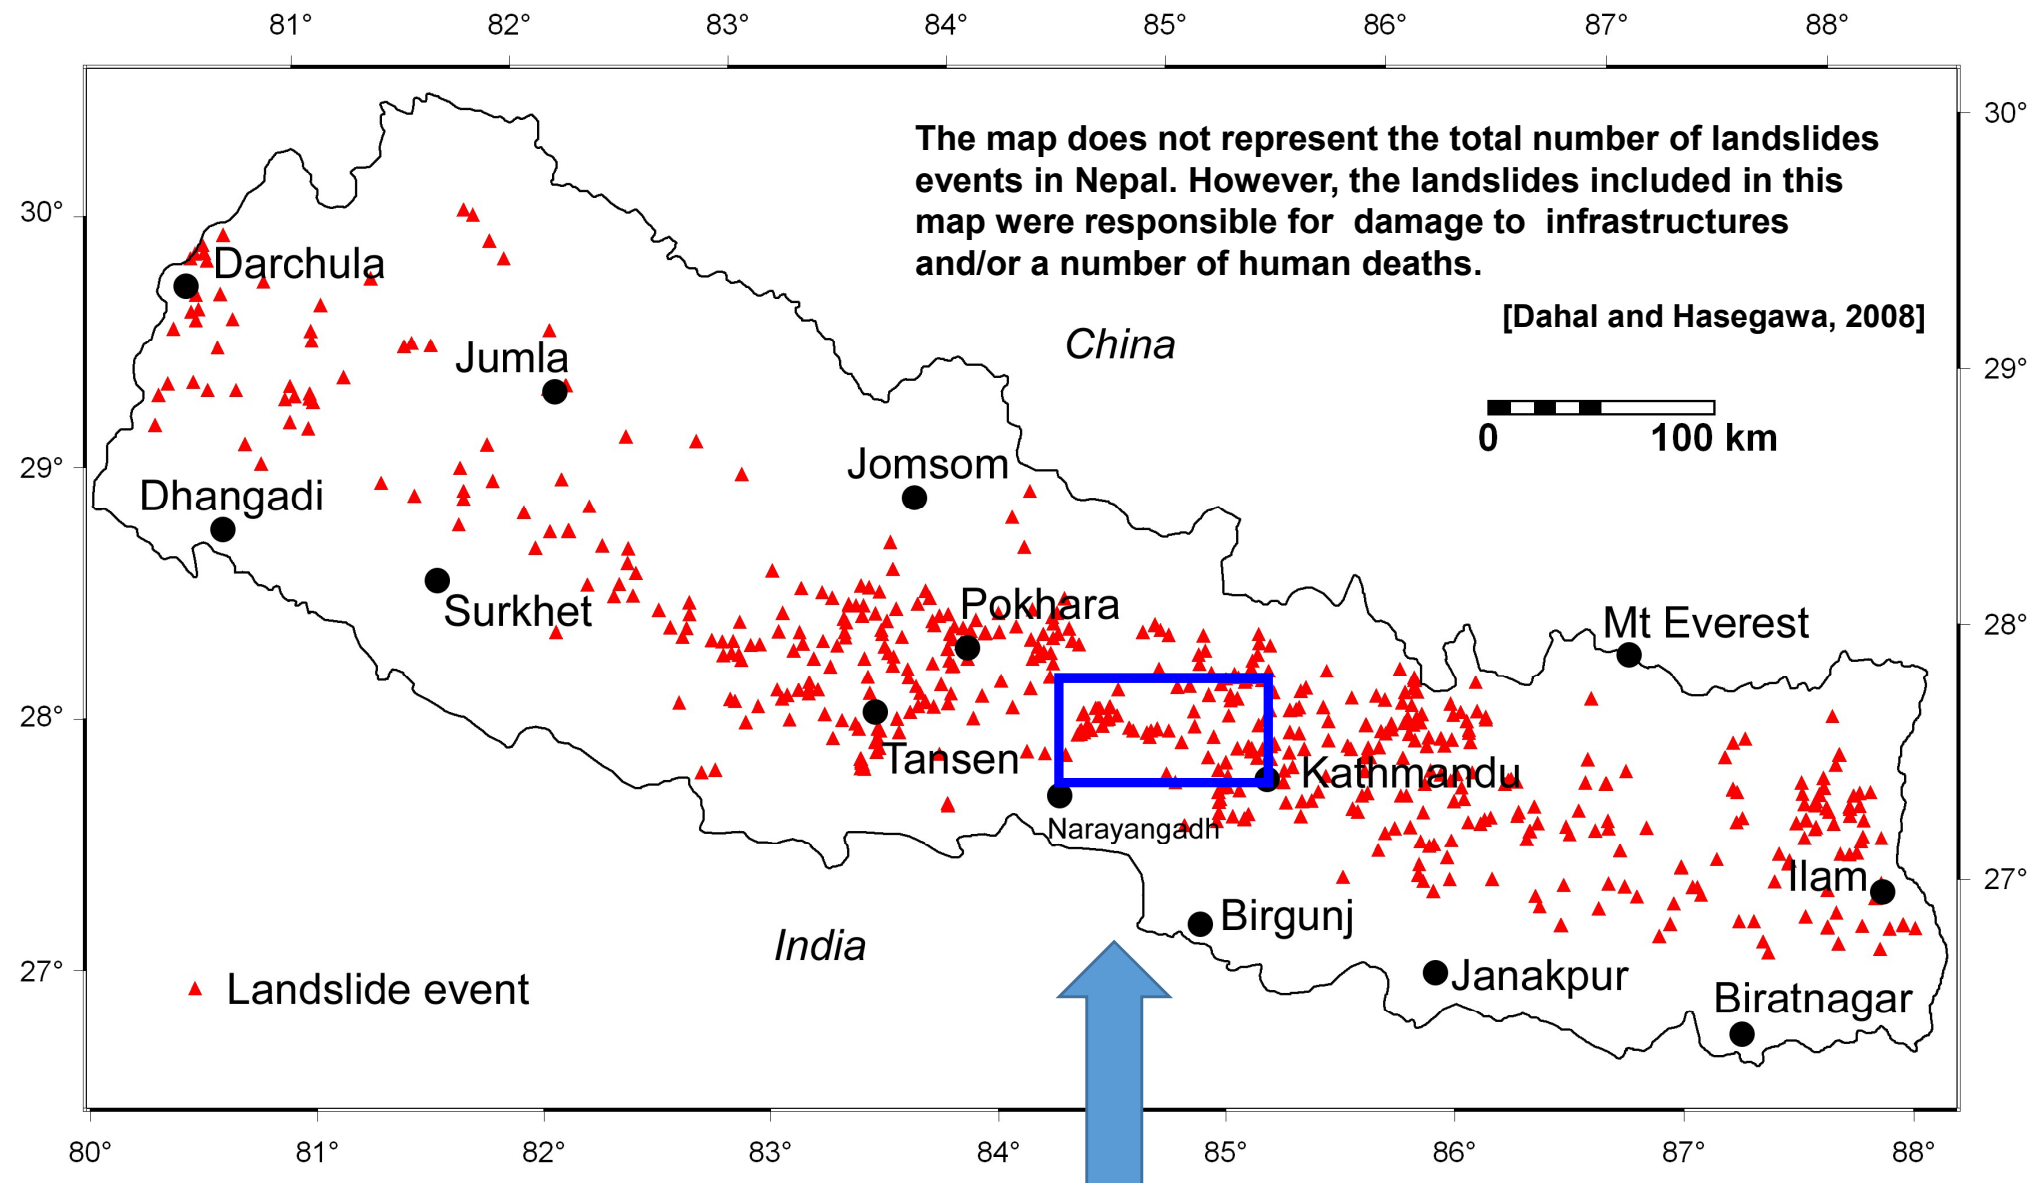 81° 82° 83° 84° 85° 86° 87° 88°
30°
The map does not represent the total number of landslides
events in Nepal. However, the landslides included in this
map were responsible for damage to infrastructures
and/or a number of human deaths.
30°
Darchula
[Dahal and Hasegawa, 2008]
China
Jumla
29°
0 100 km
Jomsom
29°
Dhangadi
Pokhara
Surkhet
Mt Everest
28°
28°
Tansen
Kathmandu
Narayangadh
Ilam
27°
Birgunj
India
27°
Janakpur
Landslide event
Biratnagar
80° 81° 82° 83° 84° 85° 86° 87° 88°